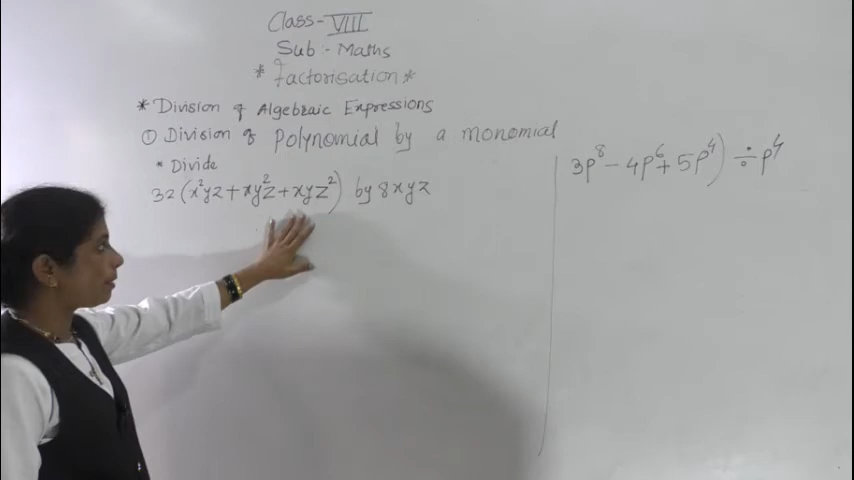 Class-VIII
Sub:- Maths
* Factorisation *
* Division of Algebraic Expressions
① Division of Polynomial by a monomial
* Divide
32(x²yz+xy²z+xyz²) by 8xyz
3p⁸-4p⁶+5p⁴)÷p⁴